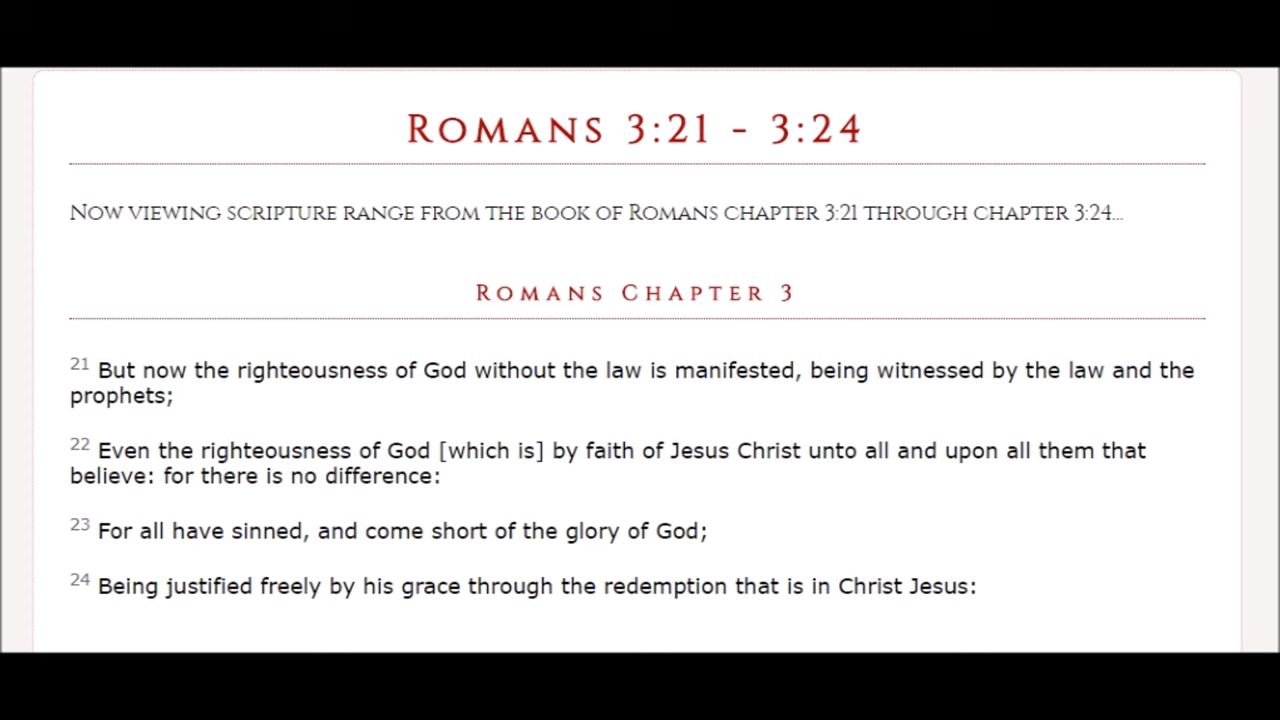 Romans 3:21 - 3:24
Now viewing scripture range from the book of Romans chapter 3:21 through chapter 3:24...
Romans Chapter 3
21 But now the righteousness of God without the law is manifested, being witnessed by the law and the
prophets;
22 Even the righteousness of God [which is] by faith of Jesus Christ unto all and upon all them that
believe: for there is no difference:
23 For all have sinned, and come short of the glory of God;
24 Being justified freely by his grace through the redemption that is in Christ Jesus: